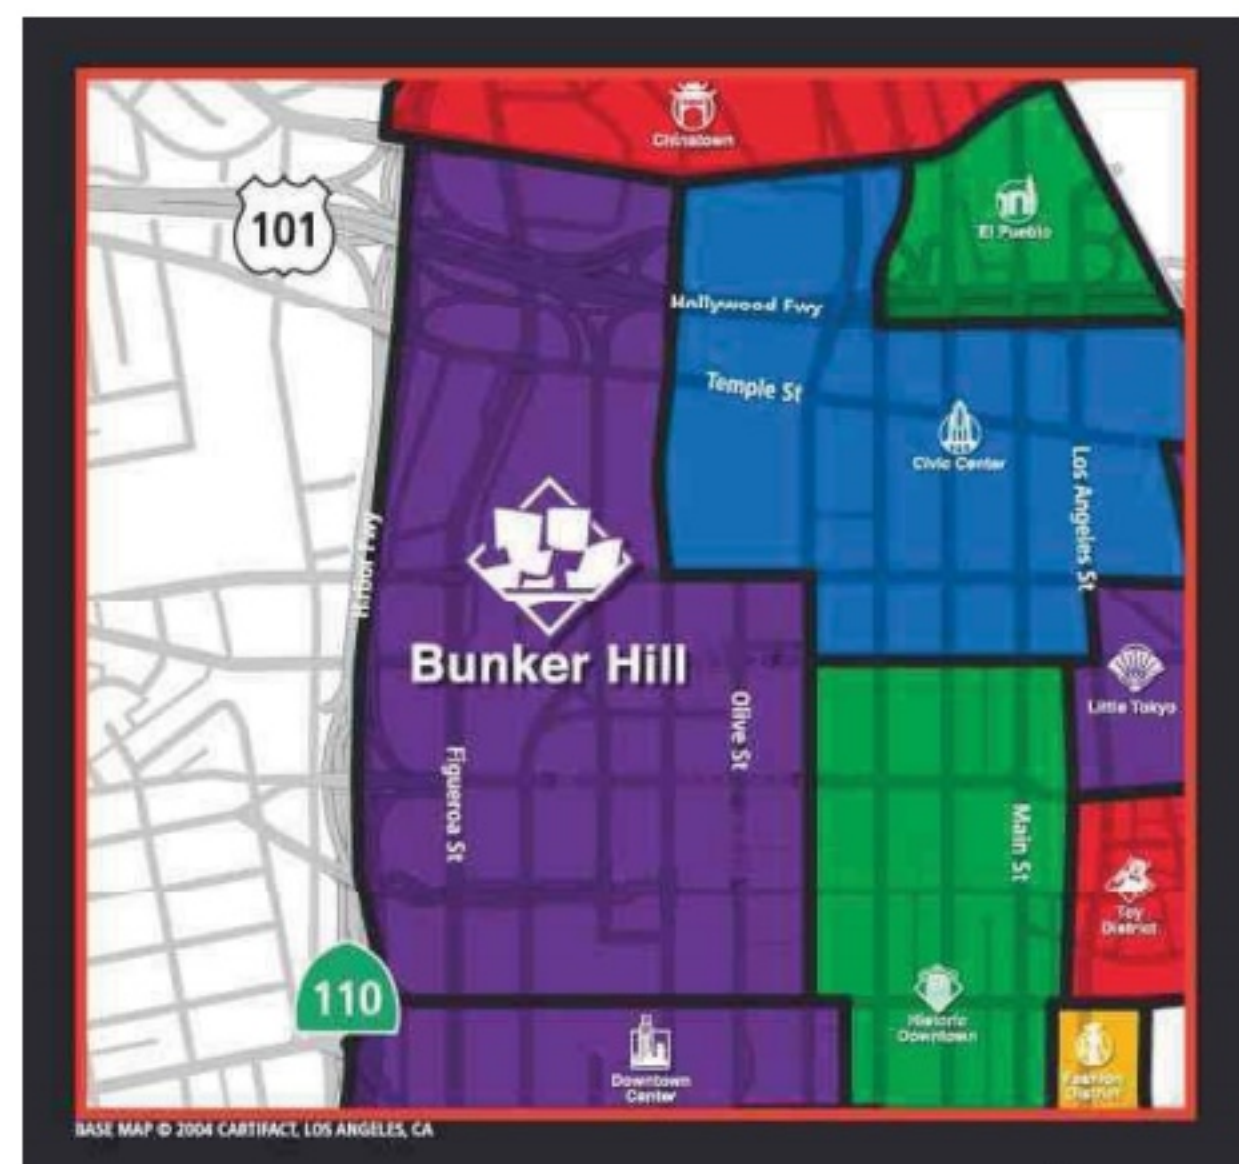 Chinatown
101
El Pueblo
Hollywood Fwy
Temple St
Civic Center
Los Angeles St
Harbor Fwy
Bunker Hill
Little Tokyo
Olive St
Figueroa St
Main St
Toy
District
110
Historic
Downtown
Downtown
Center
Fashion
District
BASE MAP © 2004 CARTIFACT, LOS ANGELES, CA